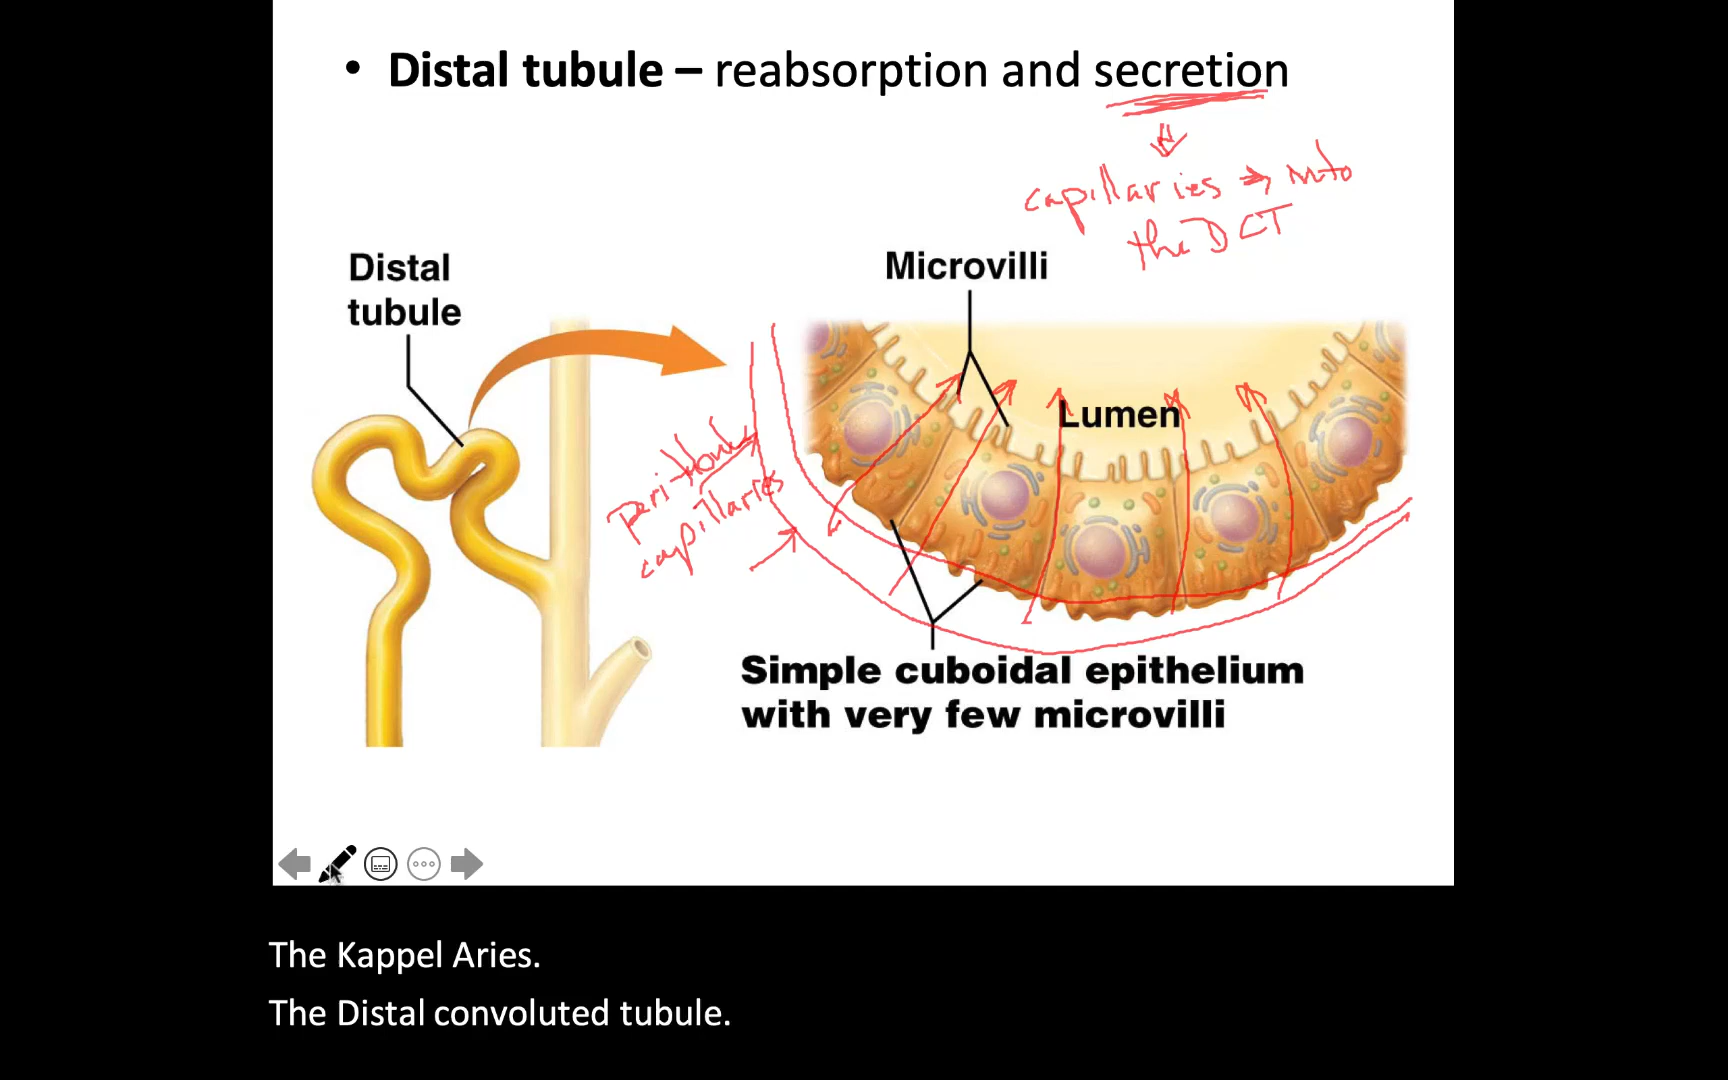 • Distal tubule – reabsorption and secretion
capillaries → into
the DCT
Distal
tubule
Microvilli
Lumen
capillaries
Simple cuboidal epithelium
with very few microvilli
The Kappel Aries.
The Distal convoluted tubule.